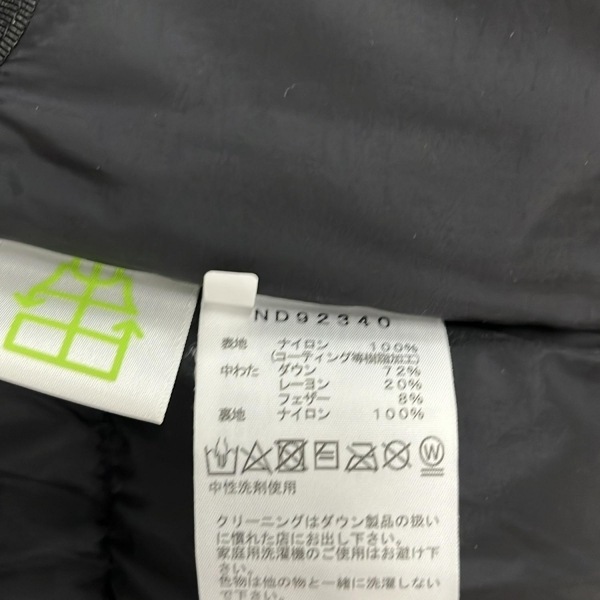 ND92340
表地 ナイロン 100%
(コーティング等樹脂加工)
中わた ダウン 72%
レーヨン 20%
フェザー 8%
裏地 ナイロン 100%
W
中性洗剤使用
クリーニングはダウン製品の扱い
に慣れた店にお出し下さい。
家庭用洗濯機のご使用はお避け下
さい。
色物は他の物と一緒に洗濯しない
で下さい。